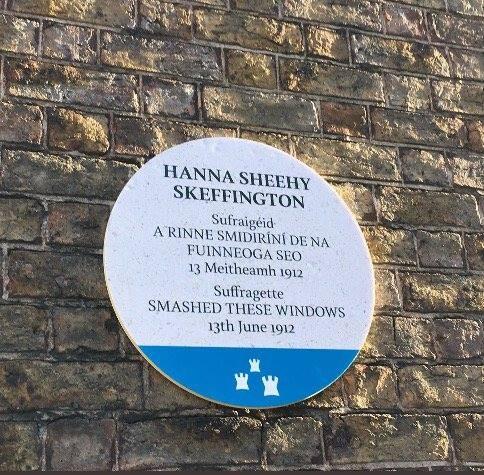 HANNA SHEEHY
SKEFFINGTON
Sufraigéid
A RINNE SMIDIRÍNÍ DE NA
FUINNEOGA SEO
13 Meitheamh 1912
Suffragette
SMASHED THESE WINDOWS
13th June 1912